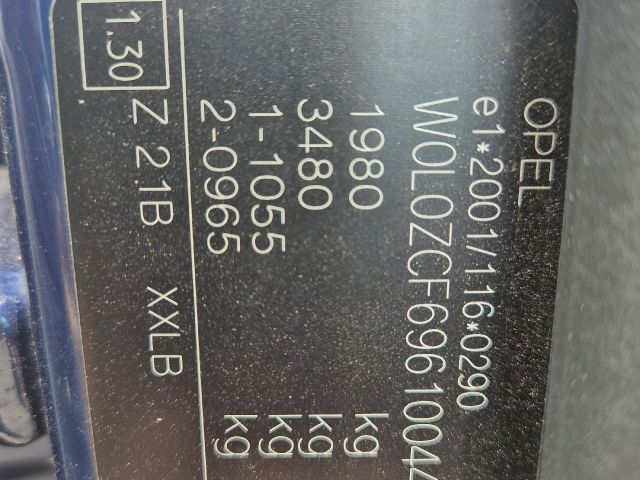 OPEL
e1*2001/116*0290
W0L0ZCF6961004
1980 kg
3480 kg
1-1055 kg
2-0965 kg
Z 21B XXLB
1.30